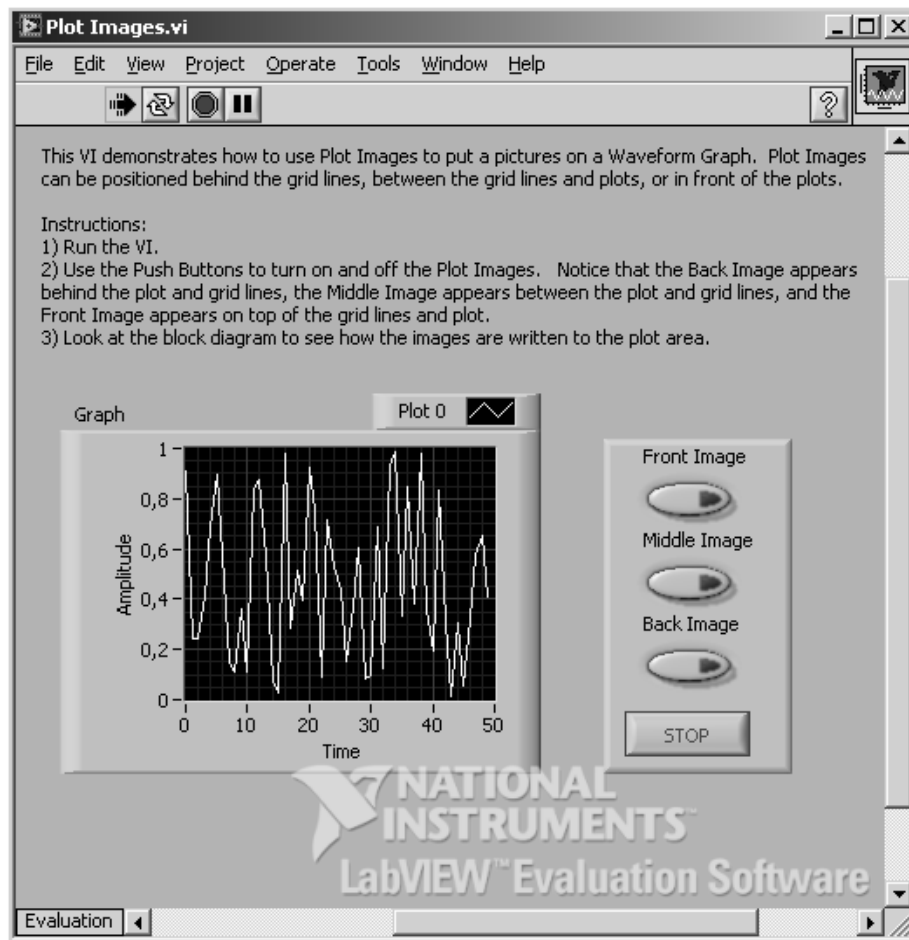 Plot Images.vi
File Edit View Project Operate Tools Window Help
This VI demonstrates how to use Plot Images to put a pictures on a Waveform Graph. Plot Images
can be positioned behind the grid lines, between the grid lines and plots, or in front of the plots.
Instructions:
1) Run the VI.
2) Use the Push Buttons to turn on and off the Plot Images. Notice that the Back Image appears
behind the plot and grid lines, the Middle Image appears between the plot and grid lines, and the
Front Image appears on top of the grid lines and plot.
3) Look at the block diagram to see how the images are written to the plot area.
Graph
Plot 0
1
0,8
0,6
0,4
0,2
0
Amplitude
0 10 20 30 40 50
Time
Front Image
Middle Image
Back Image
STOP
NATIONAL
INSTRUMENTS™
LabVIEW™ Evaluation Software
Evaluation